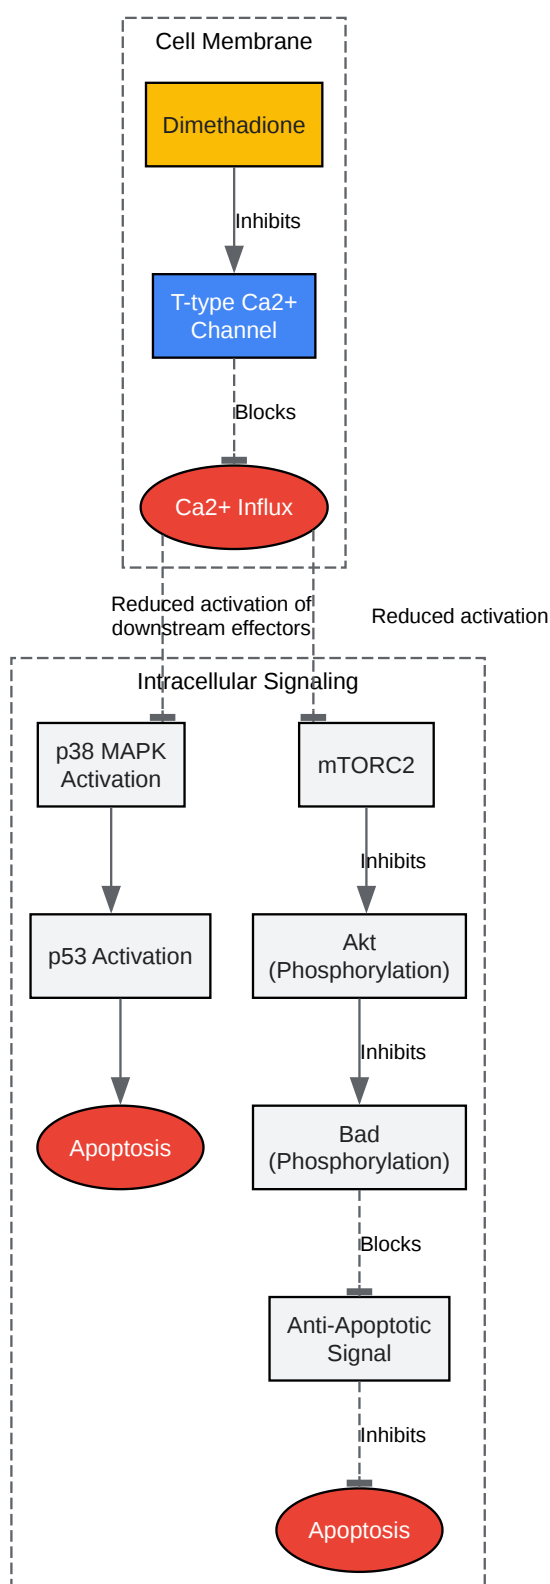 Cell Membrane
Dimethadione
Inhibits
T-type Ca2+
Channel
Blocks
Ca2+ Influx
Reduced activation of
downstream effectors
Reduced activation
Intracellular Signaling
p38 MAPK
Activation
mTORC2
Inhibits
p53 Activation
Akt
(Phosphorylation)
Inhibits
Apoptosis
Bad
(Phosphorylation)
Blocks
Anti-Apoptotic
Signal
Inhibits
Apoptosis